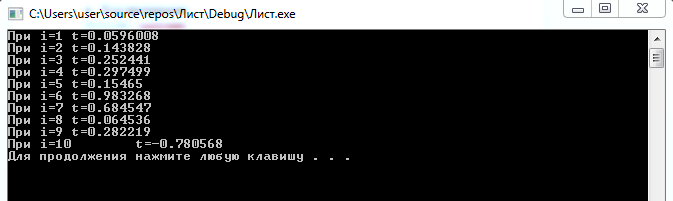 C:\Users\user\source\repos\Лист\Debug\Лист.exe
При i=1 t=0.0596008
При i=2 t=0.143828
При i=3 t=0.252441
При i=4 t=0.297499
При i=5 t=0.15465
При i=6 t=0.983268
При i=7 t=0.684547
При i=8 t=0.064536
При i=9 t=0.282219
При i=10 t=-0.780568
Для продолжения нажмите любую клавишу . . .